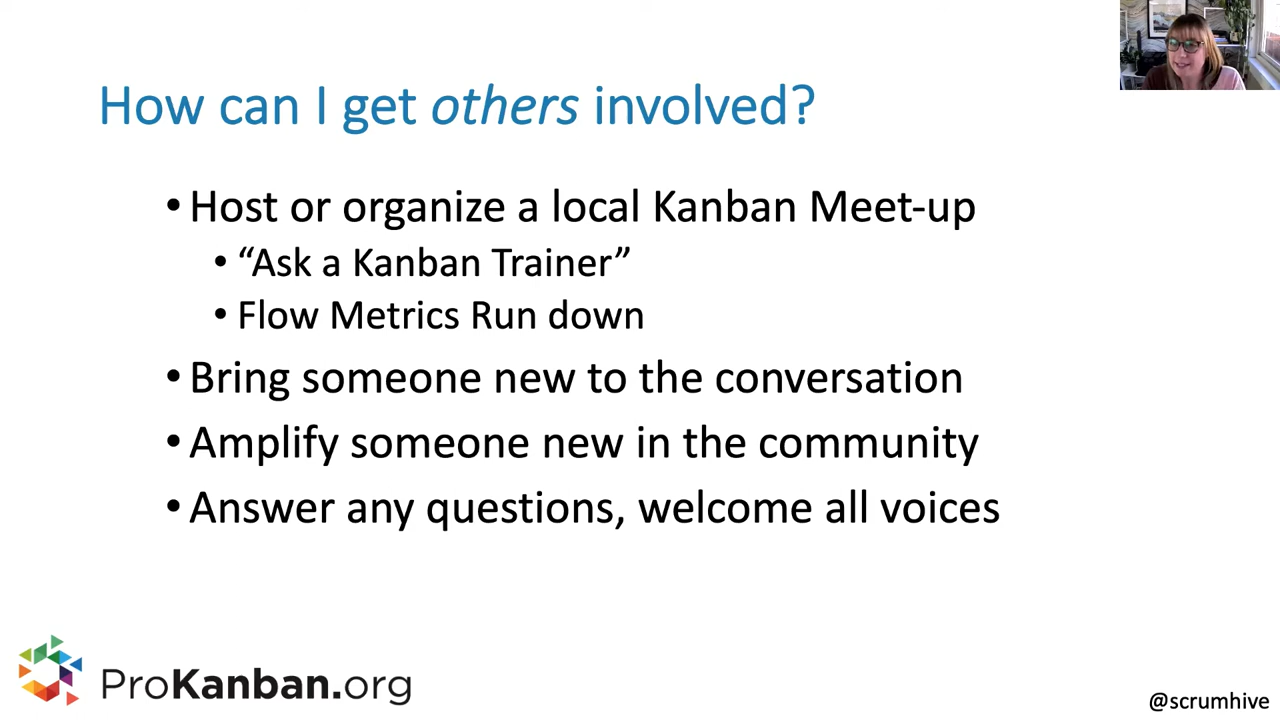 How can I get others involved?
• Host or organize a local Kanban Meet-up
• “Ask a Kanban Trainer”
• Flow Metrics Run down
• Bring someone new to the conversation
• Amplify someone new in the community
• Answer any questions, welcome all voices
ProKanban.org
@scrumhive